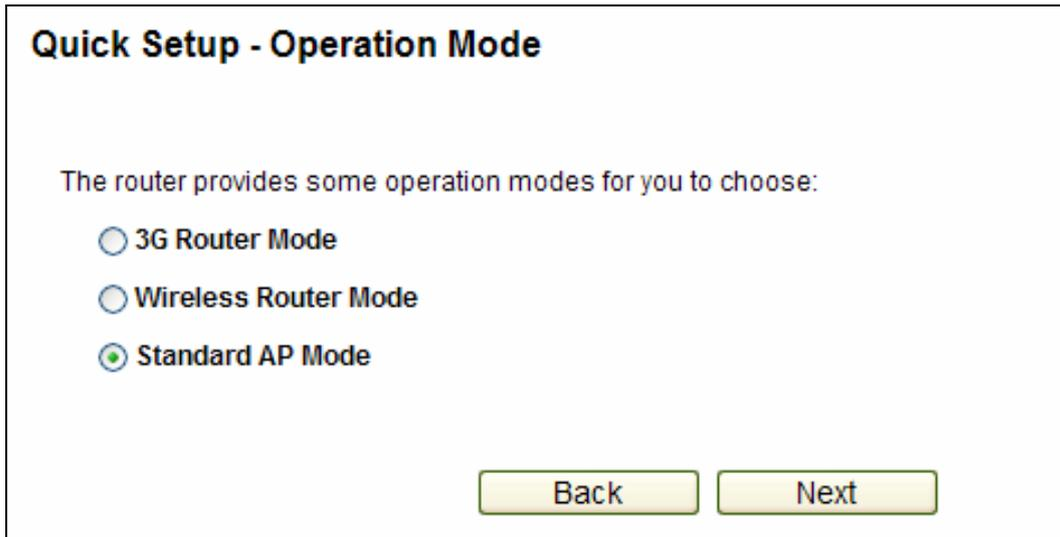 Quick Setup - Operation Mode
The router provides some operation modes for you to choose:
3G Router Mode
Wireless Router Mode
Standard AP Mode
Back Next